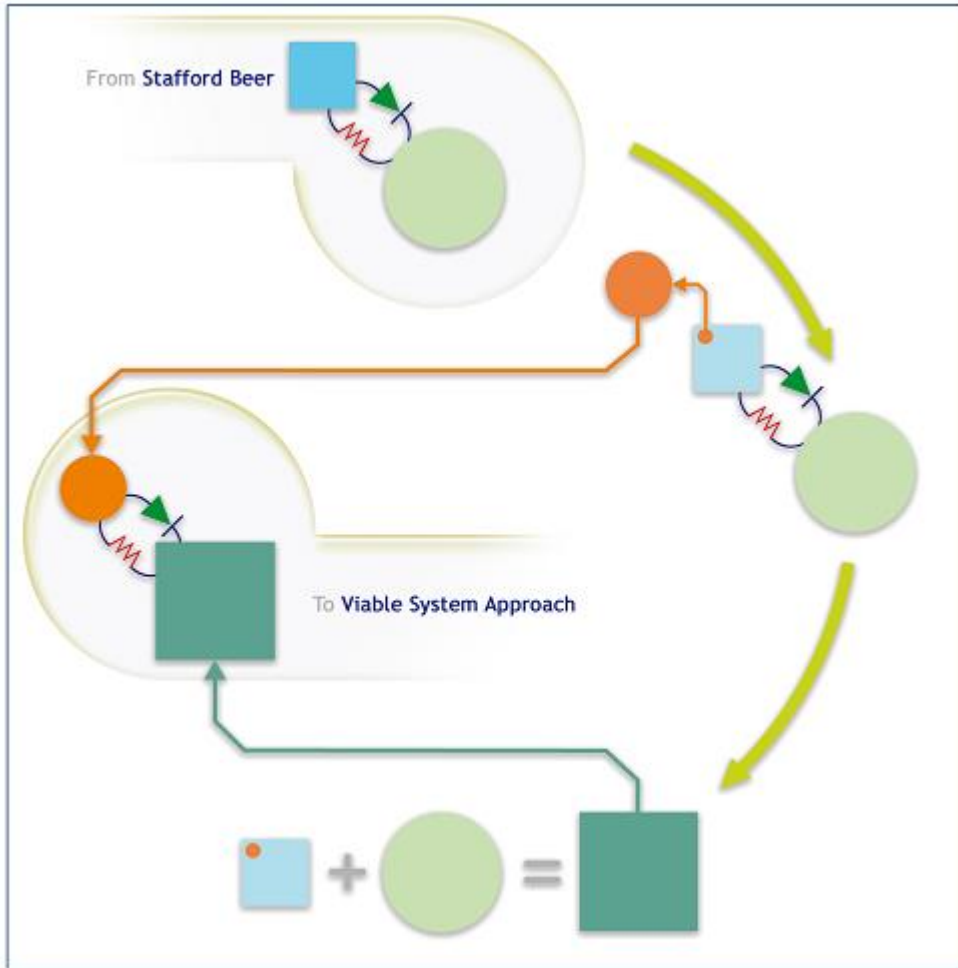 From Stafford Beer
To Viable System Approach
+ =